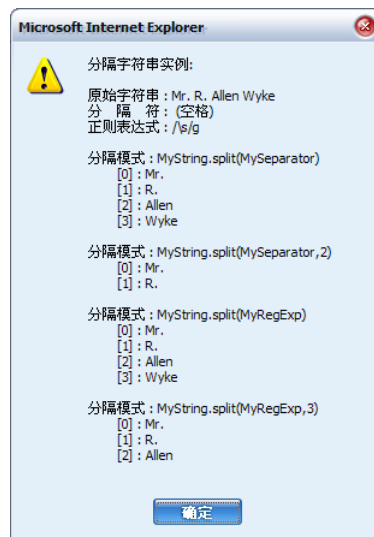 Microsoft Internet Explorer
分隔字符串实例:
原始字符串 : Mr. R. Allen Wyke
分 隔 符 : (空格)
正则表达式 : /\s/g
分隔模式 : MyString.split(MySeparator)
[0] : Mr.
[1] : R.
[2] : Allen
[3] : Wyke
分隔模式 : MyString.split(MySeparator,2)
[0] : Mr.
[1] : R.
分隔模式 : MyString.split(MyRegExp)
[0] : Mr.
[1] : R.
[2] : Allen
[3] : Wyke
分隔模式 : MyString.split(MyRegExp,3)
[0] : Mr.
[1] : R.
[2] : Allen
确定